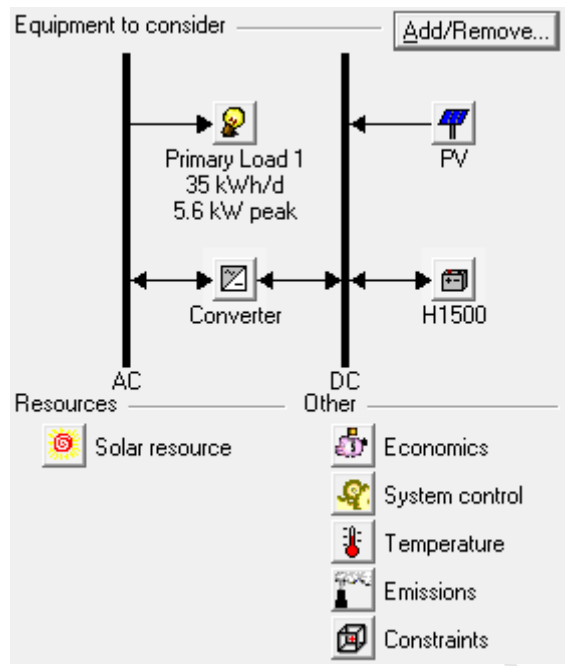 Equipment to consider
Add/Remove...
Primary Load 1
35 kWh/d
5.6 kW peak
PV
Converter
H1500
AC
DC
Resources
Other
Solar resource
Economics
System control
Temperature
Emissions
Constraints